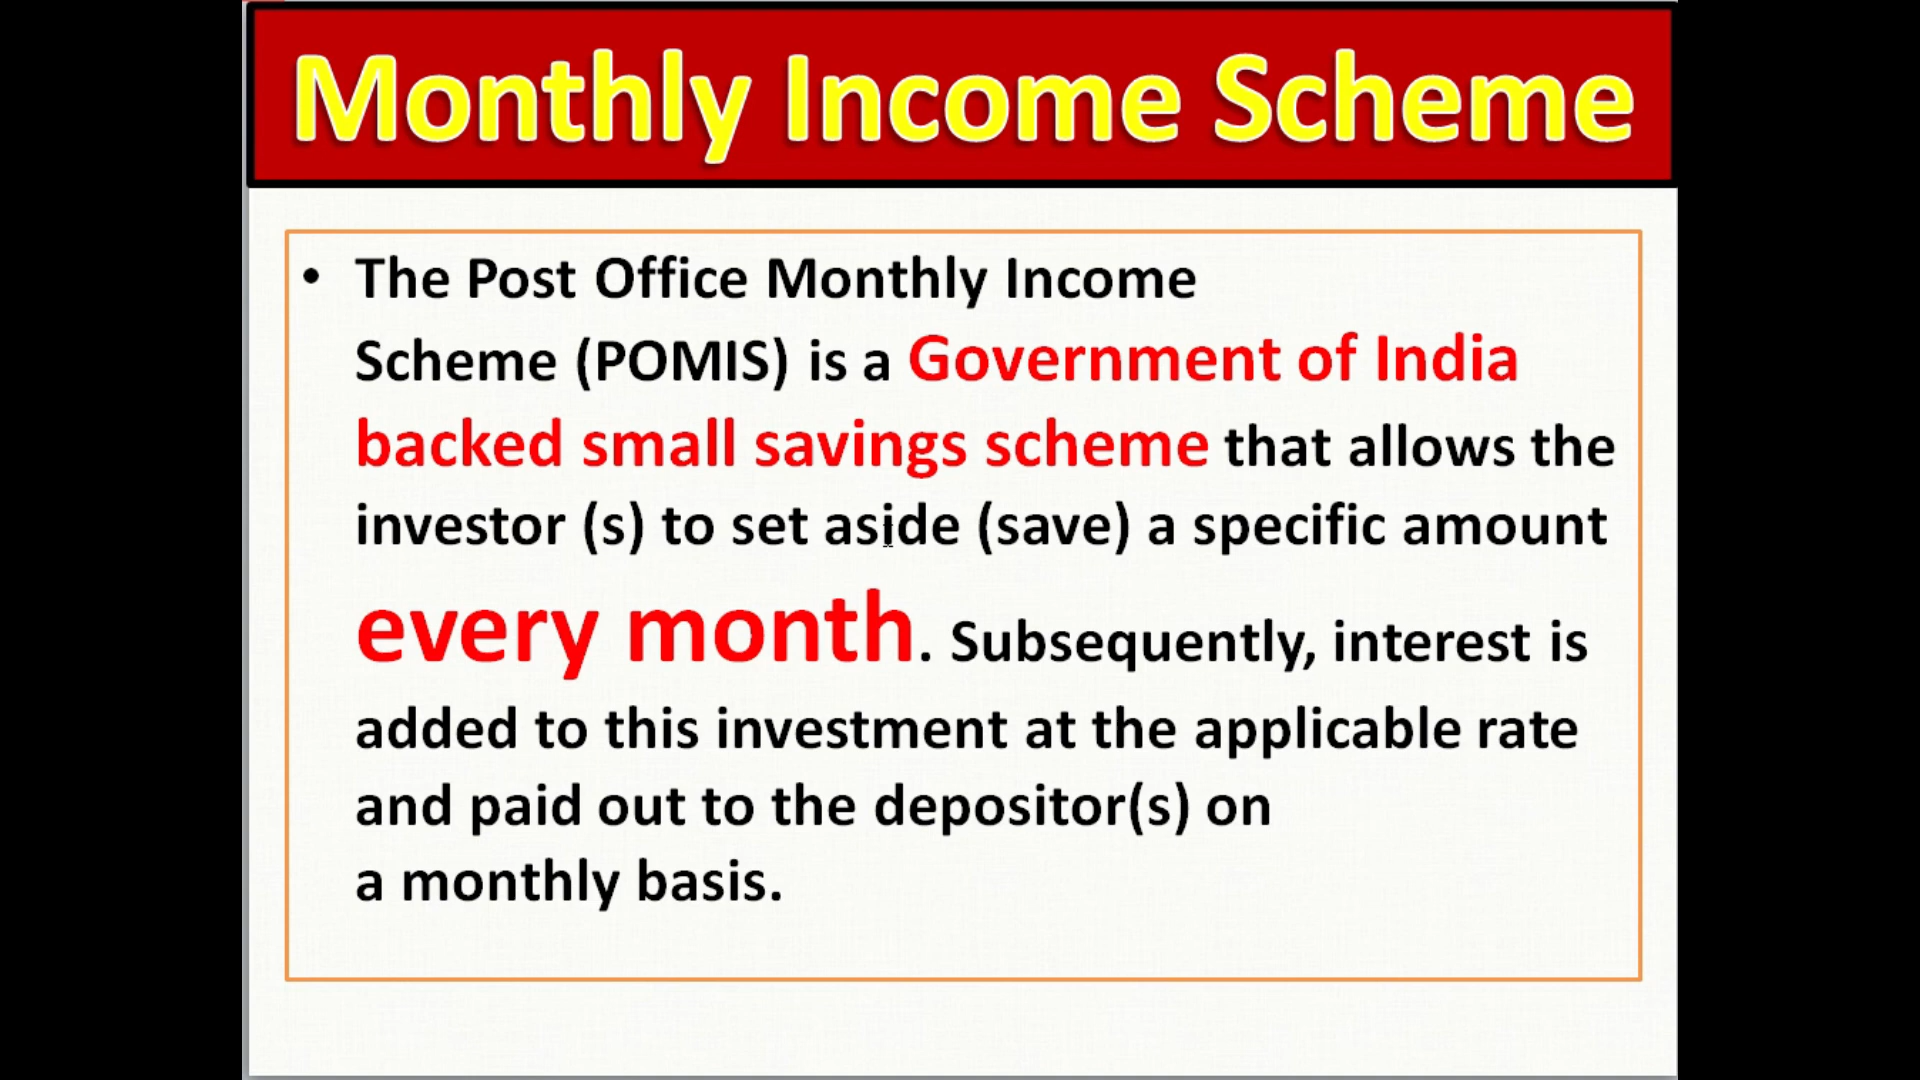 Monthly Income Scheme
• The Post Office Monthly Income
Scheme (POMIS) is a Government of India
backed small savings scheme that allows the
investor (s) to set aside (save) a specific amount
every month. Subsequently, interest is
added to this investment at the applicable rate
and paid out to the depositor(s) on
a monthly basis.